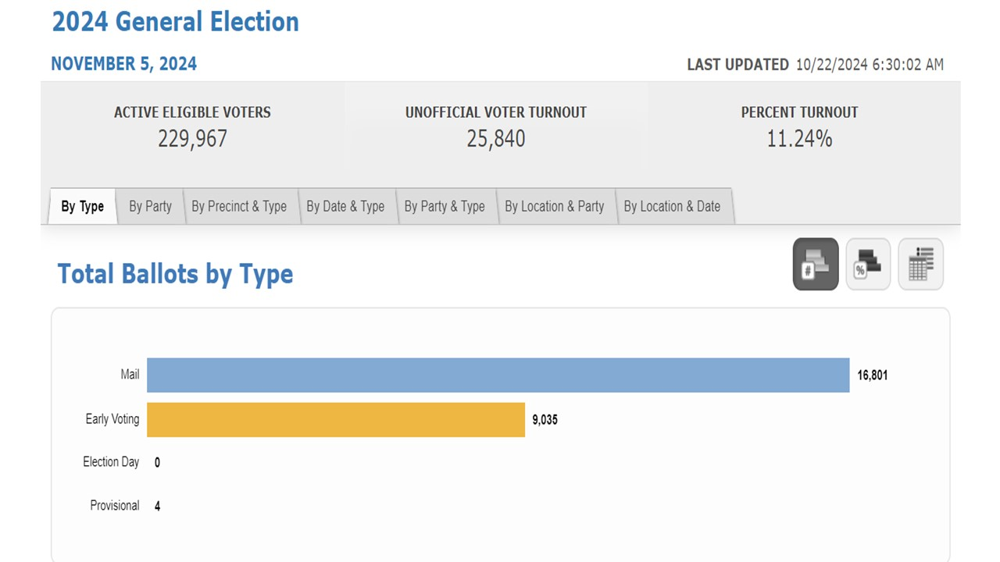 2024 General Election
NOVEMBER 5, 2024
LAST UPDATED 10/22/2024 6:30:02 AM
ACTIVE ELIGIBLE VOTERS
229,967
UNOFFICIAL VOTER TURNOUT
25,840
PERCENT TURNOUT
11.24%
By Type
By Party
By Precinct & Type
By Date & Type
By Party & Type
By Location & Party
By Location & Date
Total Ballots by Type
#
%
Mail 16,801
Early Voting 9,035
Election Day 0
Provisional 4